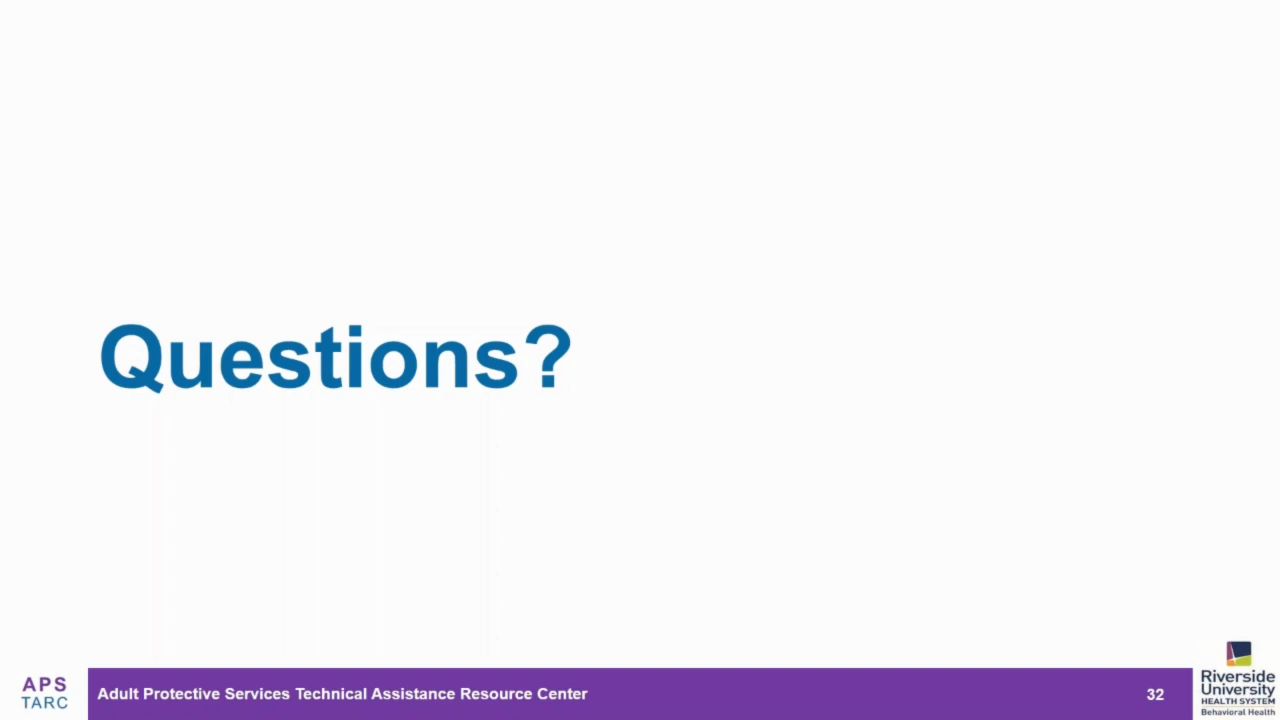 Questions?
APS
TARC
Adult Protective Services Technical Assistance Resource Center
32
Riverside
University
HEALTH SYSTEM
Behavioral Health